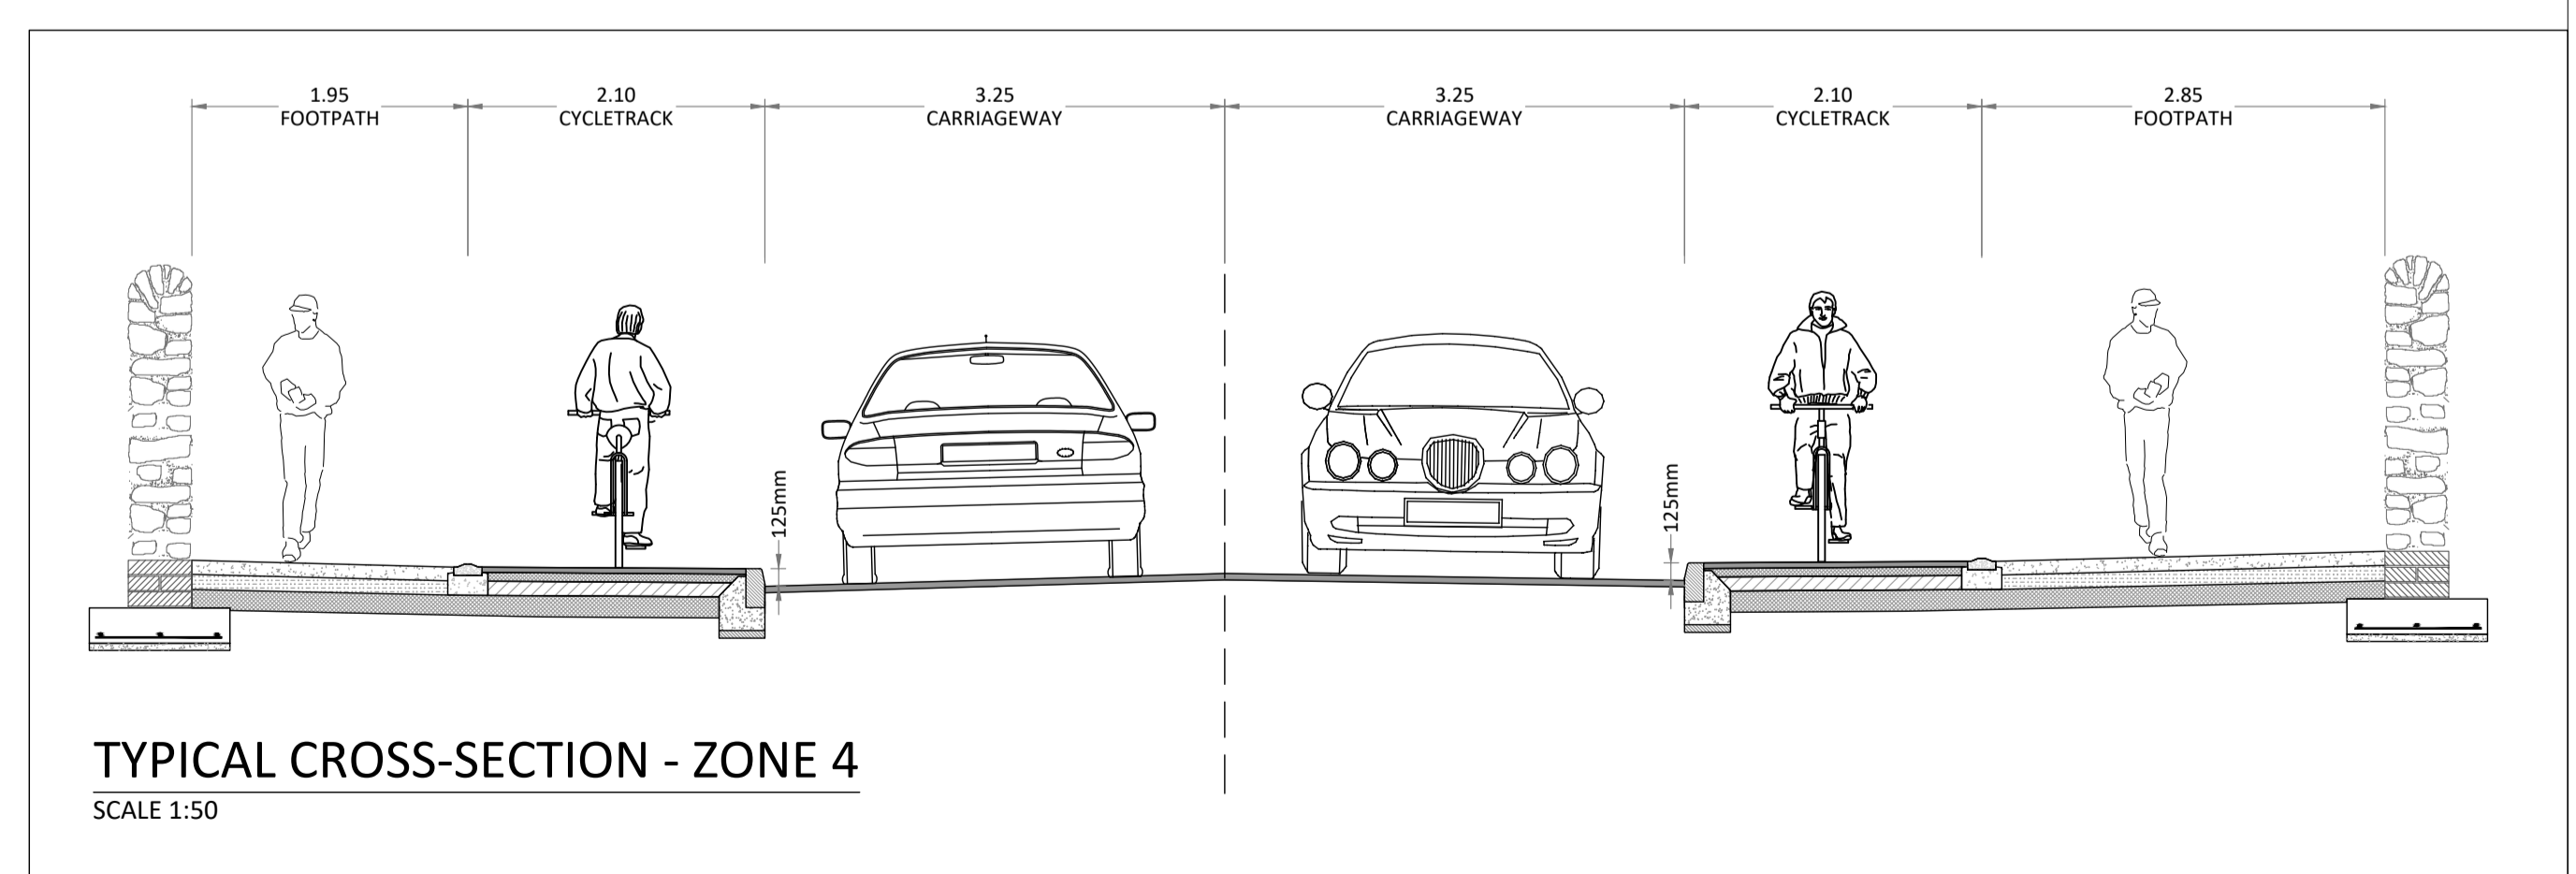 1.95
FOOTPATH
2.10
CYCLETRACK
3.25
CARRIAGEWAY
3.25
CARRIAGEWAY
2.10
CYCLETRACK
2.85
FOOTPATH
125mm
125mm
TYPICAL CROSS-SECTION - ZONE 4
SCALE 1:50